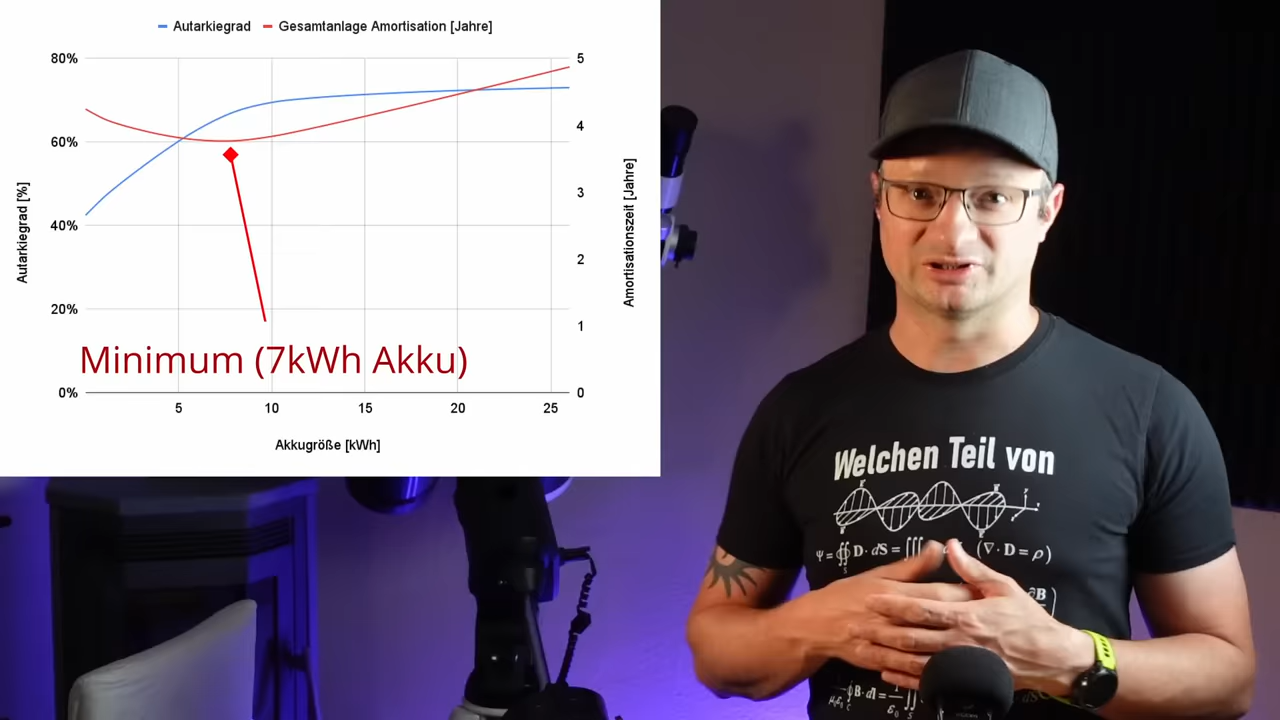 Autarkiegrad
Gesamtanlage Amortisation [Jahre]
80%
60%
40%
20%
0%
5
4
3
2
1
0
Autarkiegrad [%]
Amortisationszeit [Jahre]
Minimum (7kWh Akku)
5
10
15
20
25
Akkugröße [kWh]
Welchen Teil von